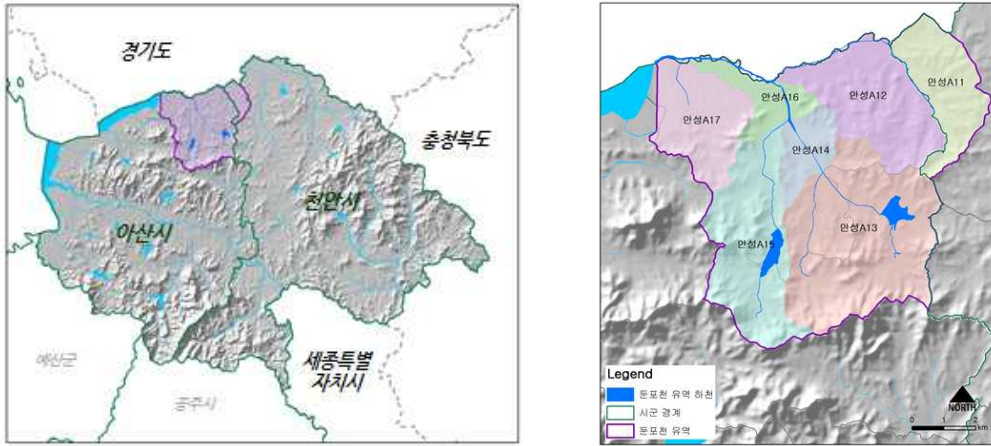 경기도
충청북도
아산시
천안시
예산군
공주시
세종특별
자치시
안성A11
안성A12
안성A16
안성A17
안성A14
안성A13
안성A15
Legend
둔포천 유역 하천
시군 경계
둔포천 유역
NORTH
0 1 2
km